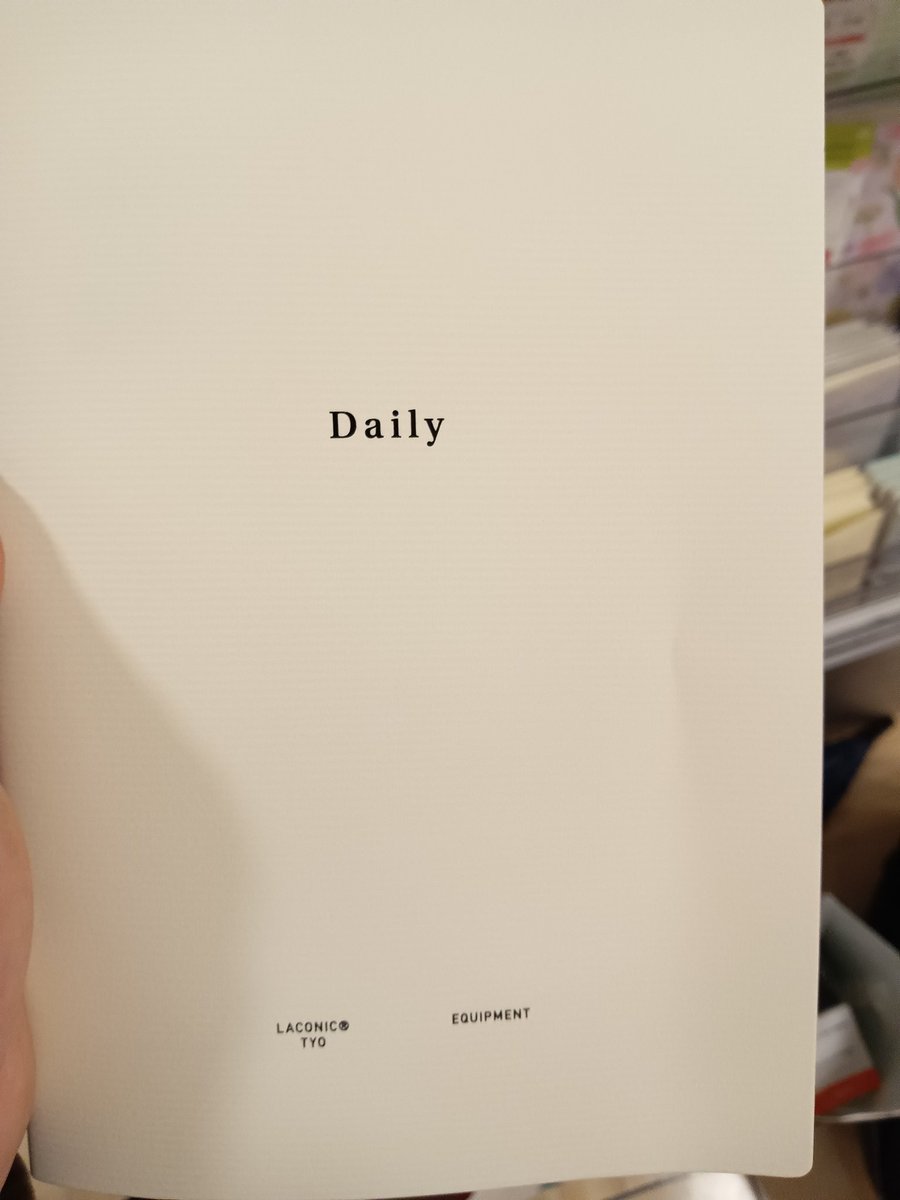 Daily
LACONIC®
TYO
EQUIPMENT